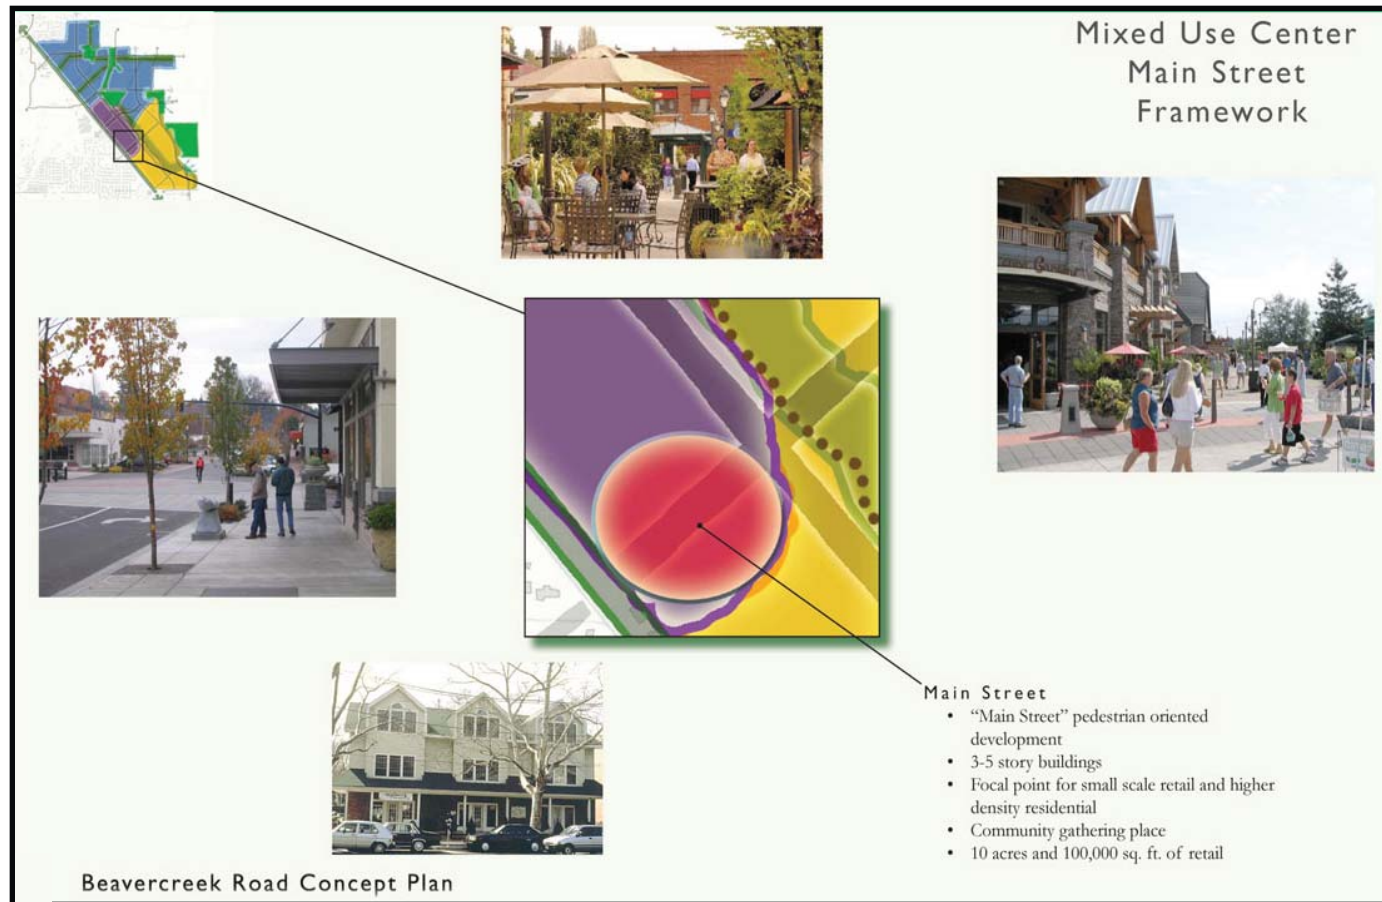 Mixed Use Center
Main Street
Framework
Main Street
• “Main Street” pedestrian oriented
development
• 3-5 story buildings
• Focal point for small scale retail and higher
density residential
• Community gathering place
• 10 acres and 100,000 sq. ft. of retail
Beavercreek Road Concept Plan